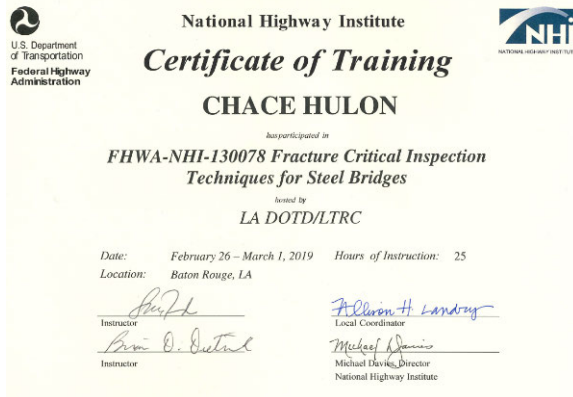 U.S. Department
of Transportation
Federal Highway
Administration
National Highway Institute
NHI
NATIONAL HIGHWAY INSTITUTE
Certificate of Training
CHACE HULON
has participated in
FHWA-NHI-130078 Fracture Critical Inspection
Techniques for Steel Bridges
hosted by
LA DOTD/LTRC
Date: February 26 – March 1, 2019 Hours of Instruction: 25
Location: Baton Rouge, LA
Instructor
Allison H. Landry
Local Coordinator
Brian O.
Instructor
Michael Davies
Michael Davies, Director
National Highway Institute